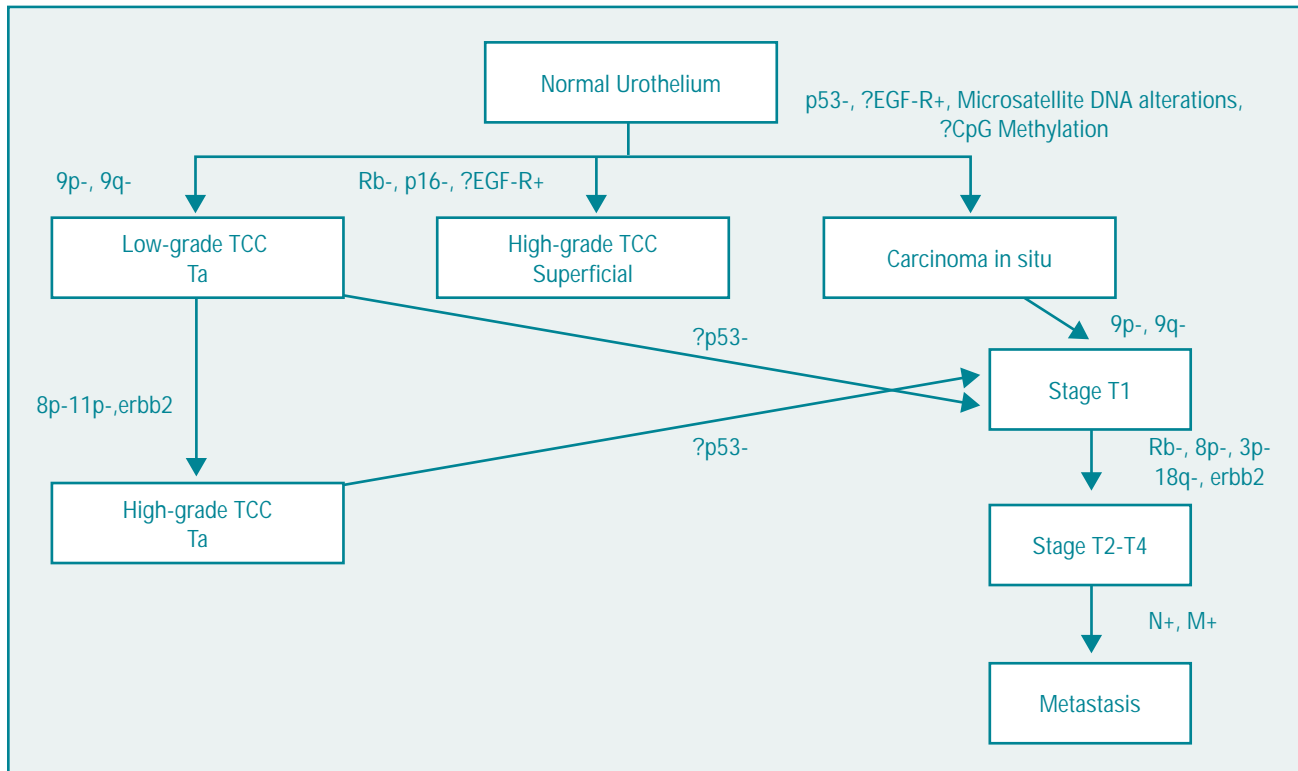 Normal Urothelium
p53-, ?EGF-R+, Microsatellite DNA alterations,
?CpG Methylation
9p-, 9q-
Rb-, p16-, ?EGF-R+
Low-grade TCC
Ta
High-grade TCC
Superficial
Carcinoma in situ
9p-, 9q-
?p53-
Stage T1
8p-11p-,erbb2
?p53-
Rb-, 8p-, 3p-
18q-, erbb2
High-grade TCC
Ta
Stage T2-T4
N+, M+
Metastasis